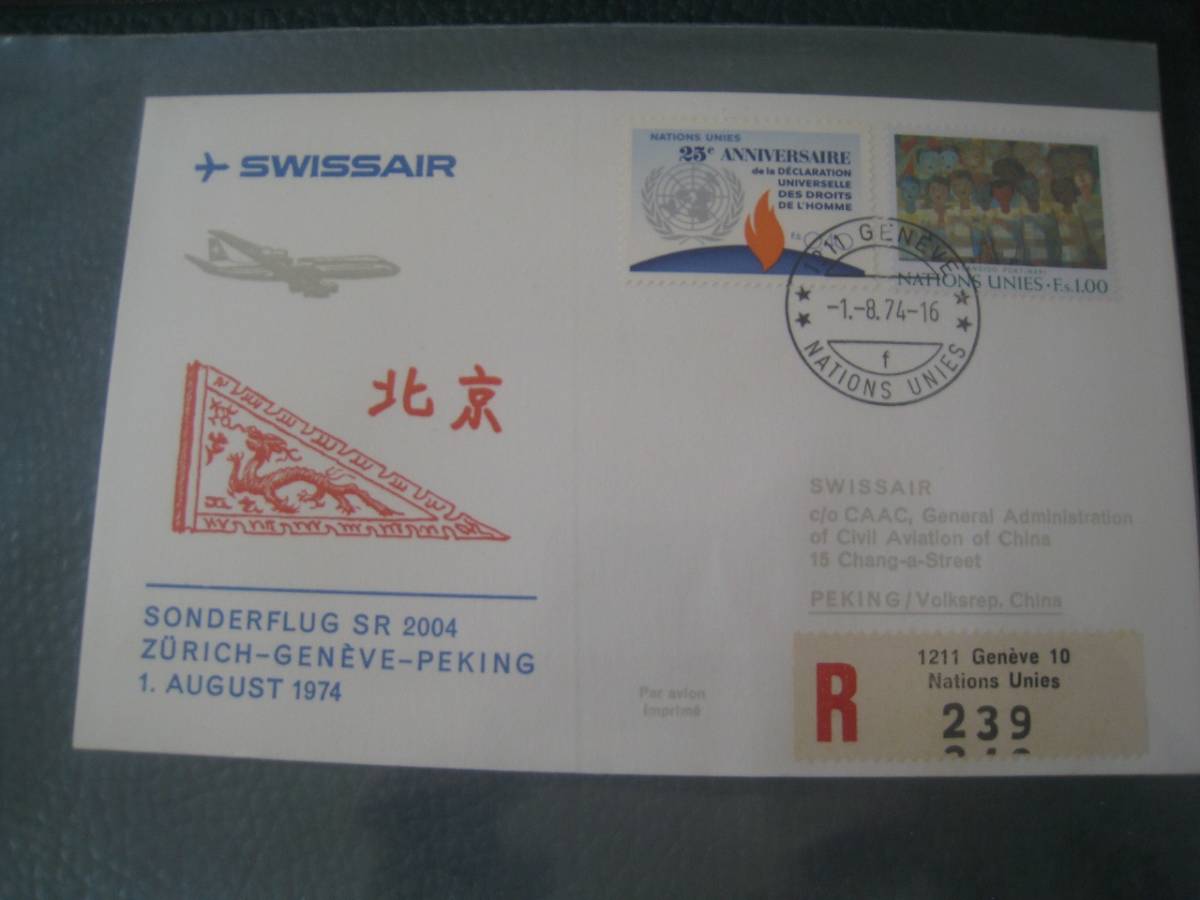 SWISSAIR
NATIONS UNIES
25e ANNIVERSAIRE
de la DÉCLARATION
UNIVERSELLE
DES DROITS
DE L'HOMME
NATIONS UNIES · F.s.1.00
1211 GENÈVE
-1.-8.74-16
f
NATIONS UNIES
北京
SONDERFLUG SR 2004
ZÜRICH-GENÈVE-PEKING
1. AUGUST 1974
SWISSAIR
c/o CAAC, General Administration
of Civil Aviation of China
15 Chang-a-Street
PEKING/Volksrep. China
Par avion
Imprimé
R
1211 Genève 10
Nations Unies
239